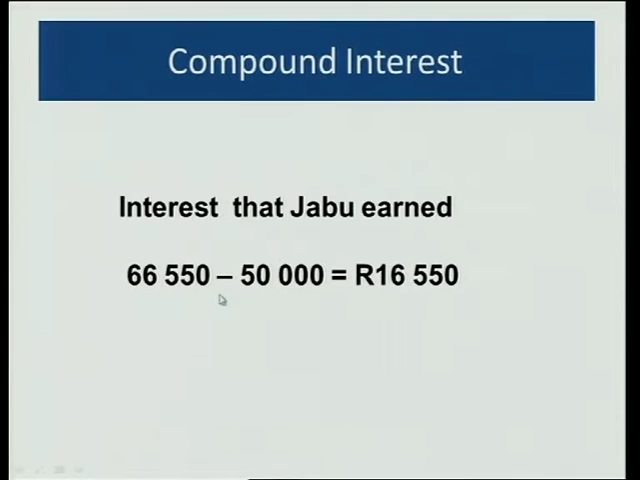 Compound Interest
Interest that Jabu earned
66 550 – 50 000 = R16 550